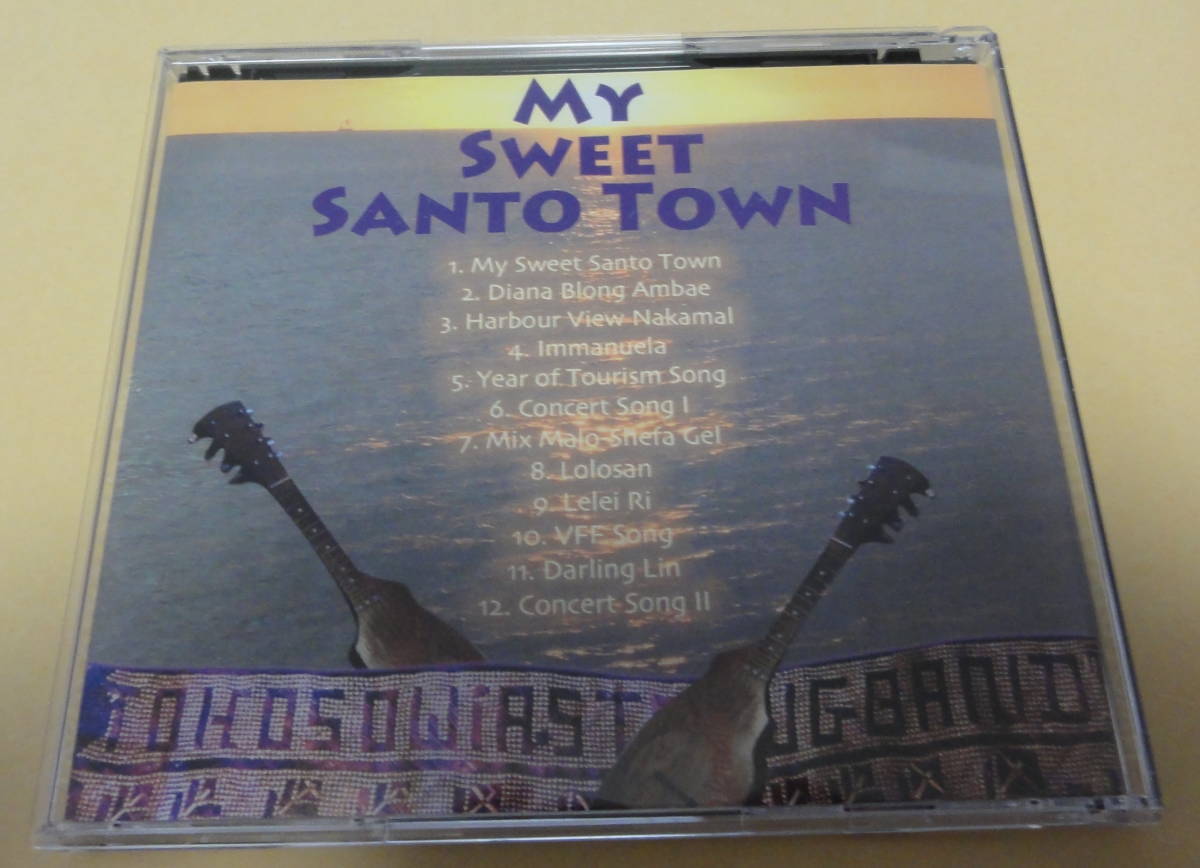 My
Sweet
Santo Town
1. My Sweet Santo Town
2. Diana Blong Ambae
3. Harbour View Nakamal
4. Immanuela
5. Year of Tourism Song
6. Concert Song I
7. Mix Malo Shefa Gel
8. Lolosan
9. Lelei Ri
10. VFF Song
11. Darling Lin
12. Concert Song II
BAND